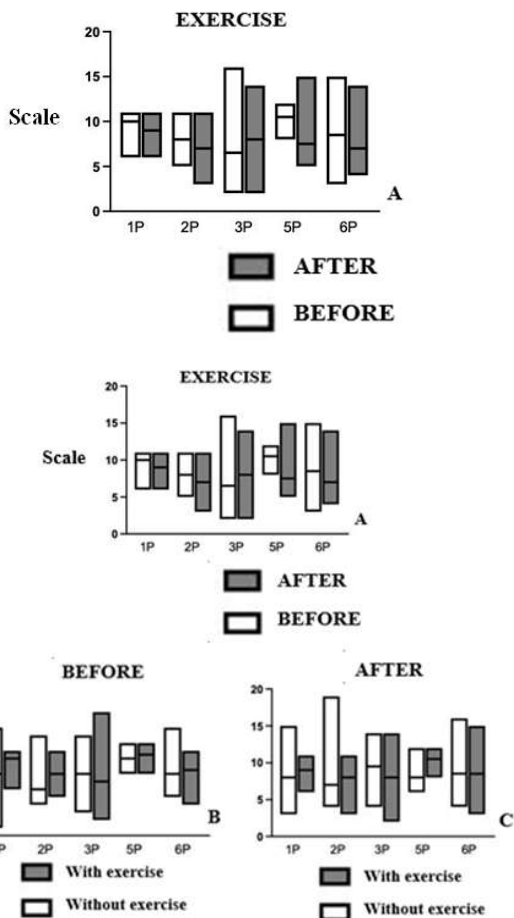 EXERCISE
20
15
Scale
10
5
0
A
1P 2P 3P 5P 6P
AFTER
BEFORE
EXERCISE
20
15
Scale
10
5
0
A
1P 2P 3P 5P 6P
AFTER
BEFORE
BEFORE
B
P 2P 3P 5P 6P
With exercise
Without exercise
AFTER
20
15
10
5
0
C
1P 2P 3P 5P 6P
With exercise
Without exercise